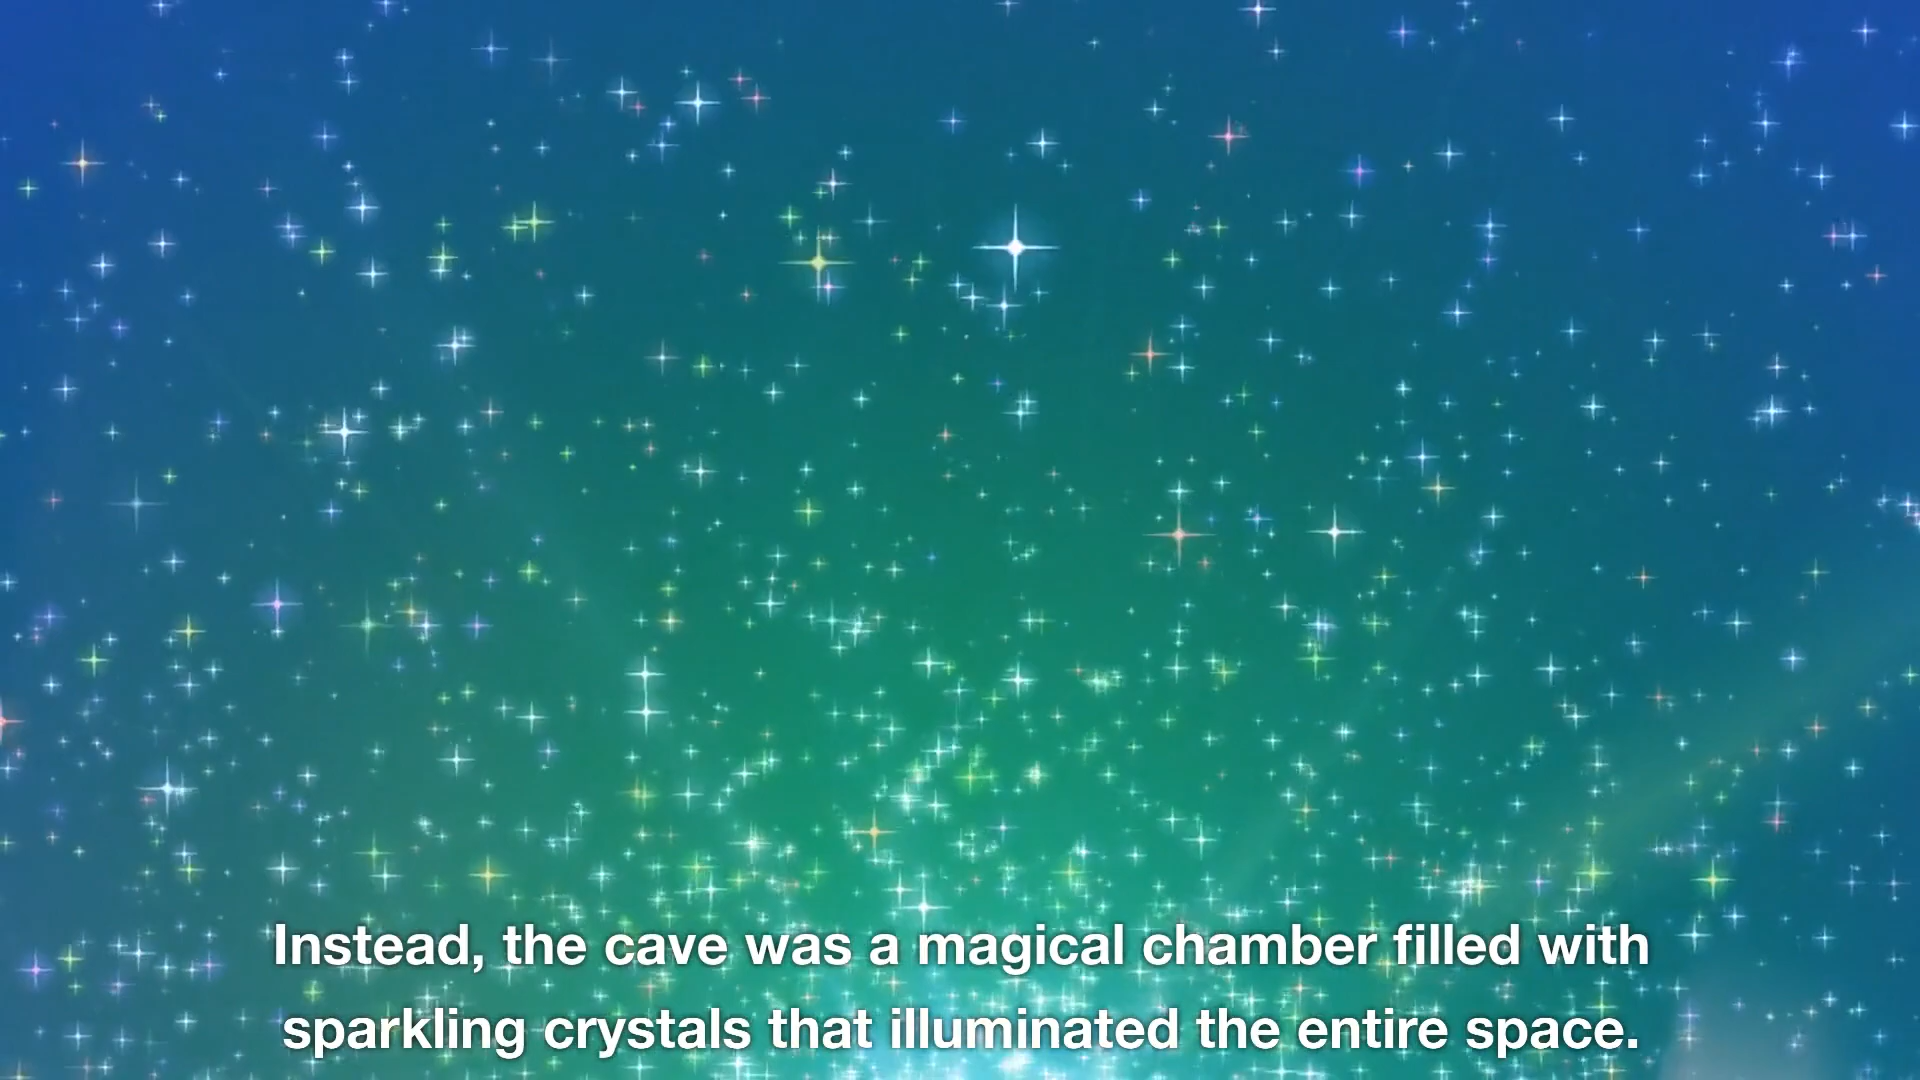 Instead, the cave was a magical chamber filled with
sparkling crystals that illuminated the entire space.